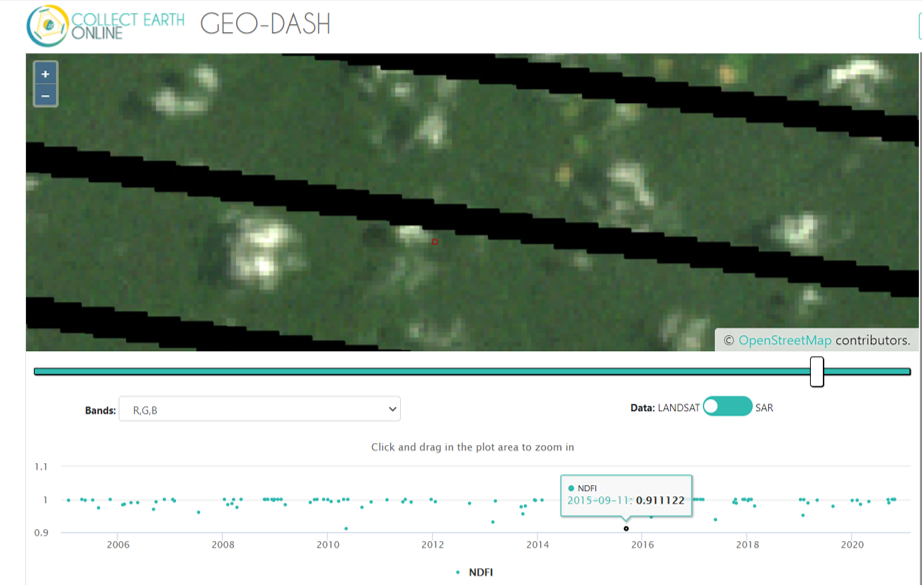 COLLECT EARTH
ONLINE
GEO-DASH
+
−
© OpenStreetMap contributors.
Bands: R,G,B
Data: LANDSAT SAR
Click and drag in the plot area to zoom in
1.1
1
0.9
NDFI
2015-09-11: 0.911122
2006 2008 2010 2012 2014 2016 2018 2020
NDFI